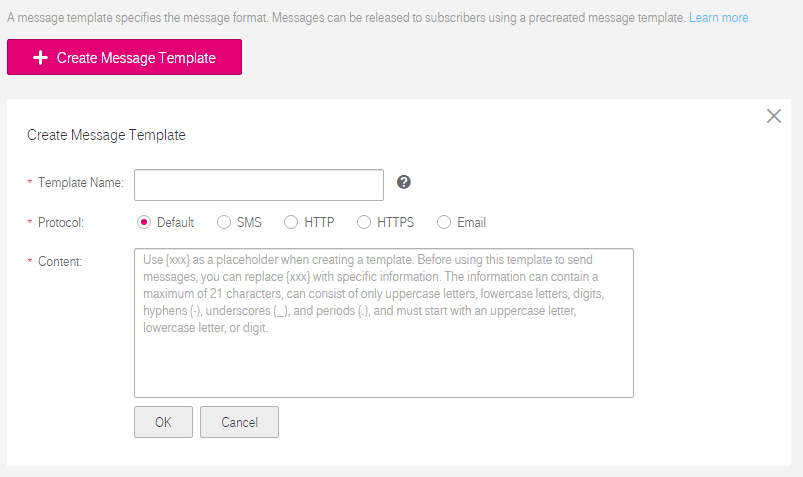 A message template specifies the message format. Messages can be released to subscribers using a precreated message template. Learn more
+ Create Message Template
Create Message Template
* Template Name:
* Protocol: Default SMS HTTP HTTPS Email
* Content: Use {xxx} as a placeholder when creating a template. Before using this template to send
messages, you can replace {xxx} with specific information. The information can contain a
maximum of 21 characters, can consist of only uppercase letters, lowercase letters, digits,
hyphens (-), underscores (_), and periods (.), and must start with an uppercase letter,
lowercase letter, or digit.
OK Cancel